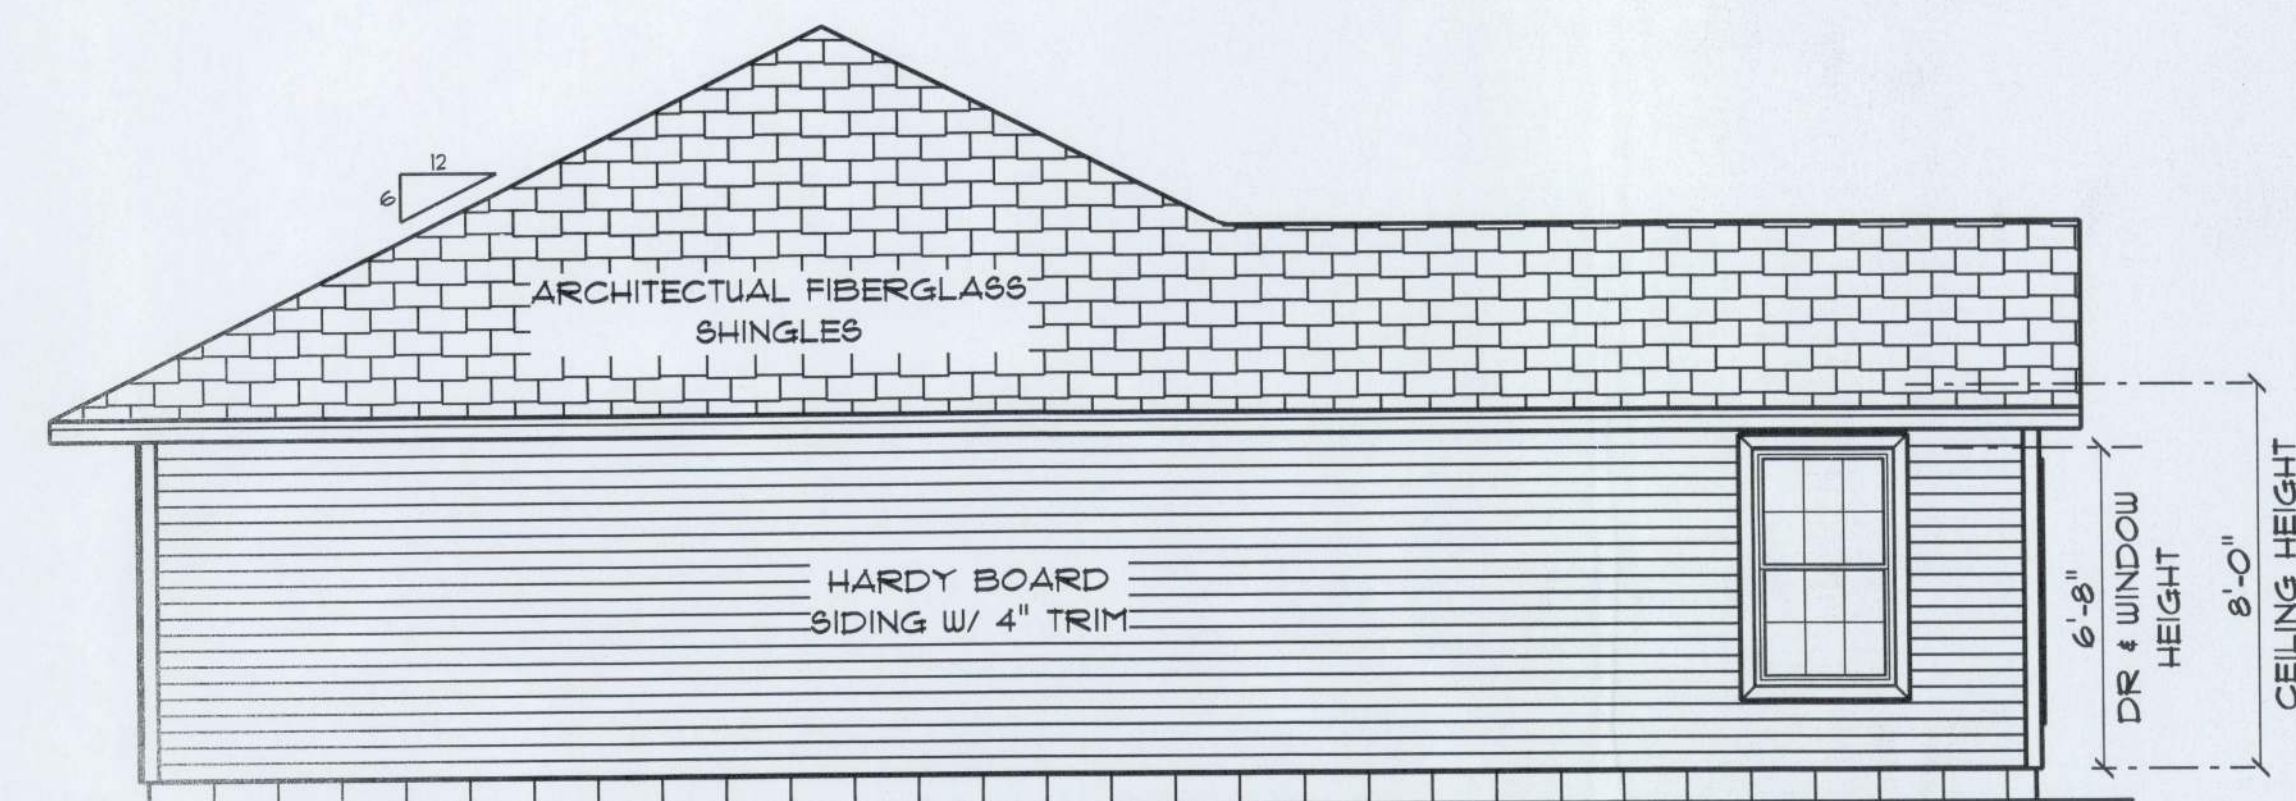 12
6
ARCHITECTUAL FIBERGLASS
SHINGLES
HARDY BOARD
SIDING W/ 4" TRIM
6'-8"
DR & WINDOW
HEIGHT
8'-0"
CEILING HEIGHT